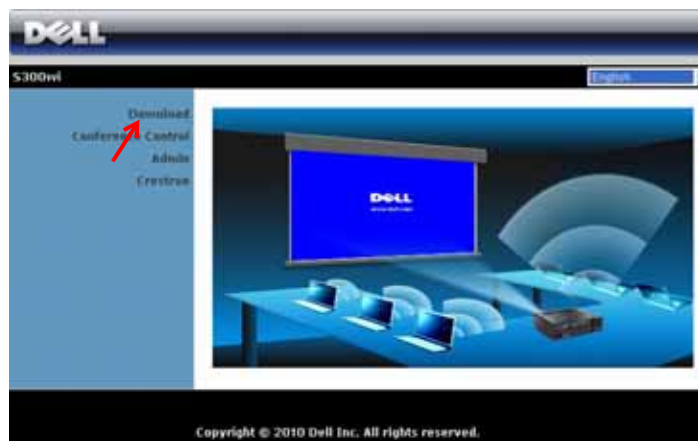 DELL
S300wi
English
Download
Conference Control
Admin
Crestron
DELL
Copyright © 2010 Dell Inc. All rights reserved.